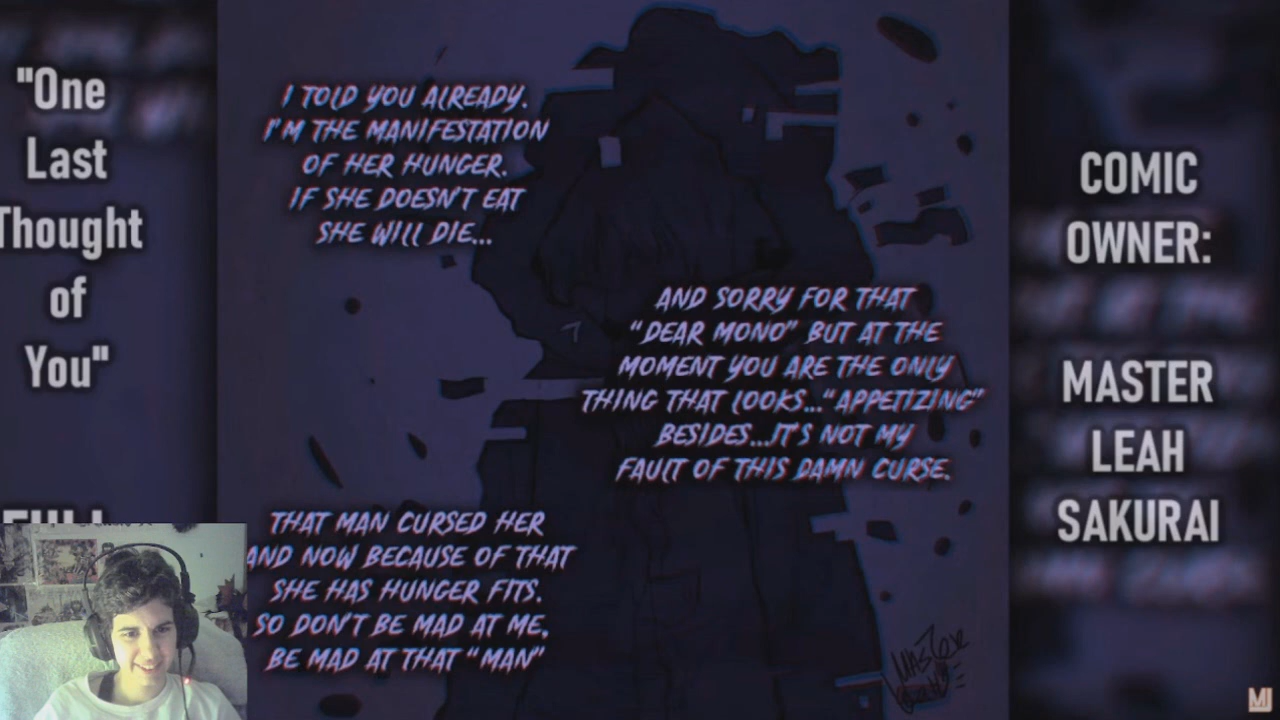 "One
Last
Thought
of
You"
I TOLD YOU ALREADY.
I'M THE MANIFESTATION
OF HER HUNGER.
IF SHE DOESN'T EAT
SHE WILL DIE...
AND SORRY FOR THAT
"DEAR MONO" BUT AT THE
MOMENT YOU ARE THE ONLY
THING THAT LOOKS..."APPETIZING"
BESIDES...IT'S NOT MY
FAULT OF THIS DAMN CURSE.
THAT MAN CURSED HER
AND NOW BECAUSE OF THAT
SHE HAS HUNGER FITS.
SO DON'T BE MAD AT ME,
BE MAD AT THAT "MAN"
COMIC
OWNER:
MASTER
LEAH
SAKURAI
MJ